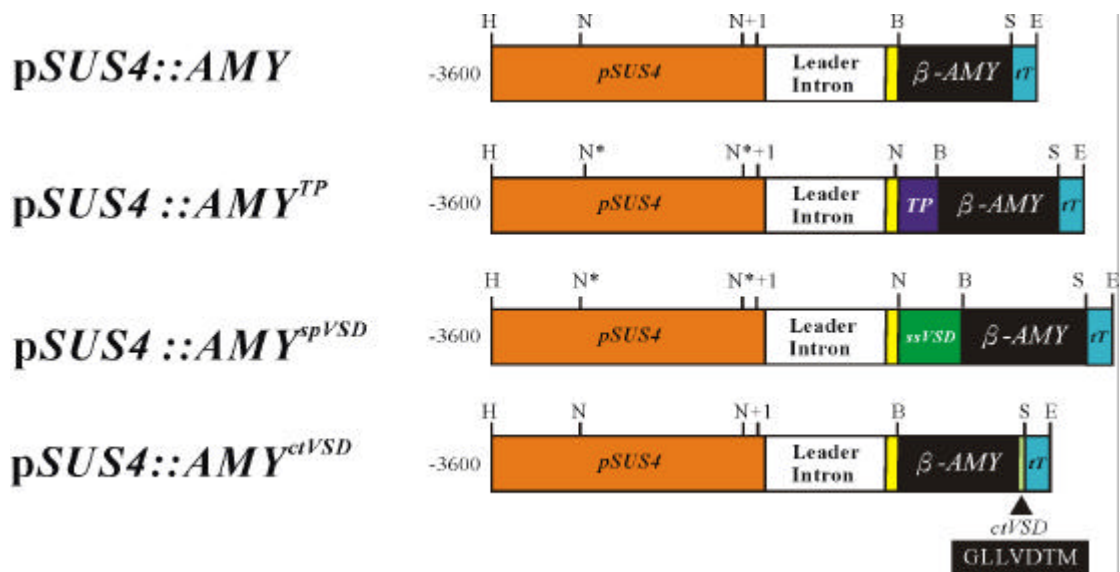 H N N+1 B S E
pSUS4::AMY -3600 pSUS4 Leader Intron β-AMY tT
H N* N*+1 N B S E
pSUS4::AMY^TP -3600 pSUS4 Leader Intron TP β-AMY tT
H N* N*+1 N B S E
pSUS4::AMY^spVSD -3600 pSUS4 Leader Intron ssVSD β-AMY tT
H N N+1 B S E
pSUS4::AMY^ctVSD -3600 pSUS4 Leader Intron β-AMY tT
ctVSD
GLLVDTM